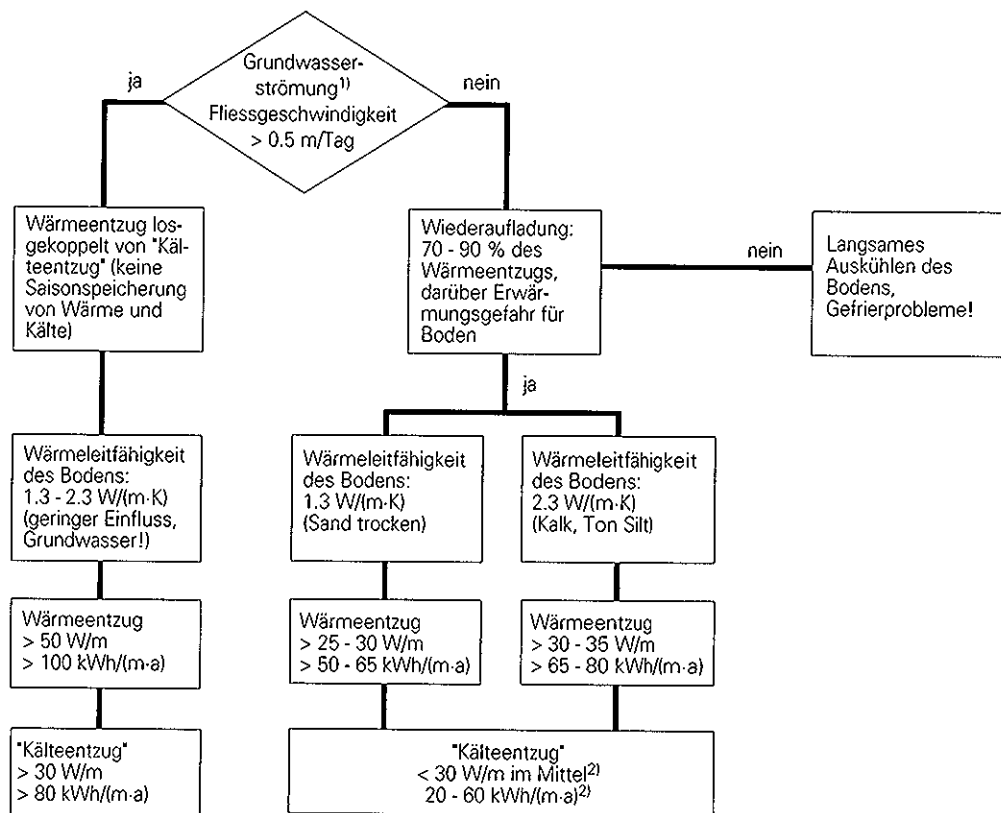 Grundwasser-
strömung1)
Fliessgeschwindigkeit
> 0.5 m/Tag
ja
nein
Wärmeentzug los-
gekoppelt von "Käl-
teentzug" (keine
Saisonspeicherung
von Wärme und
Kälte)
Wiederaufladung:
70 - 90 % des
Wärmeentzugs,
darüber Erwär-
mungsgefahr für
Boden
nein
Langsames
Auskühlen des
Bodens,
Gefrierprobleme!
ja
Wärmeleitfähigkeit
des Bodens:
1.3 - 2.3 W/(m·K)
(geringer Einfluss,
Grundwasser!)
Wärmeleitfähigkeit
des Bodens:
1.3 W/(m·K)
(Sand trocken)
Wärmeleitfähigkeit
des Bodens:
2.3 W/(m·K)
(Kalk, Ton Silt)
Wärmeentzug
> 50 W/m
> 100 kWh/(m·a)
Wärmeentzug
> 25 - 30 W/m
> 50 - 65 kWh/(m·a)
Wärmeentzug
> 30 - 35 W/m
> 65 - 80 kWh/(m·a)
"Kälteentzug"
> 30 W/m
> 80 kWh/(m·a)
"Kälteentzug"
< 30 W/m im Mittel2)
20 - 60 kWh/(m·a)2)